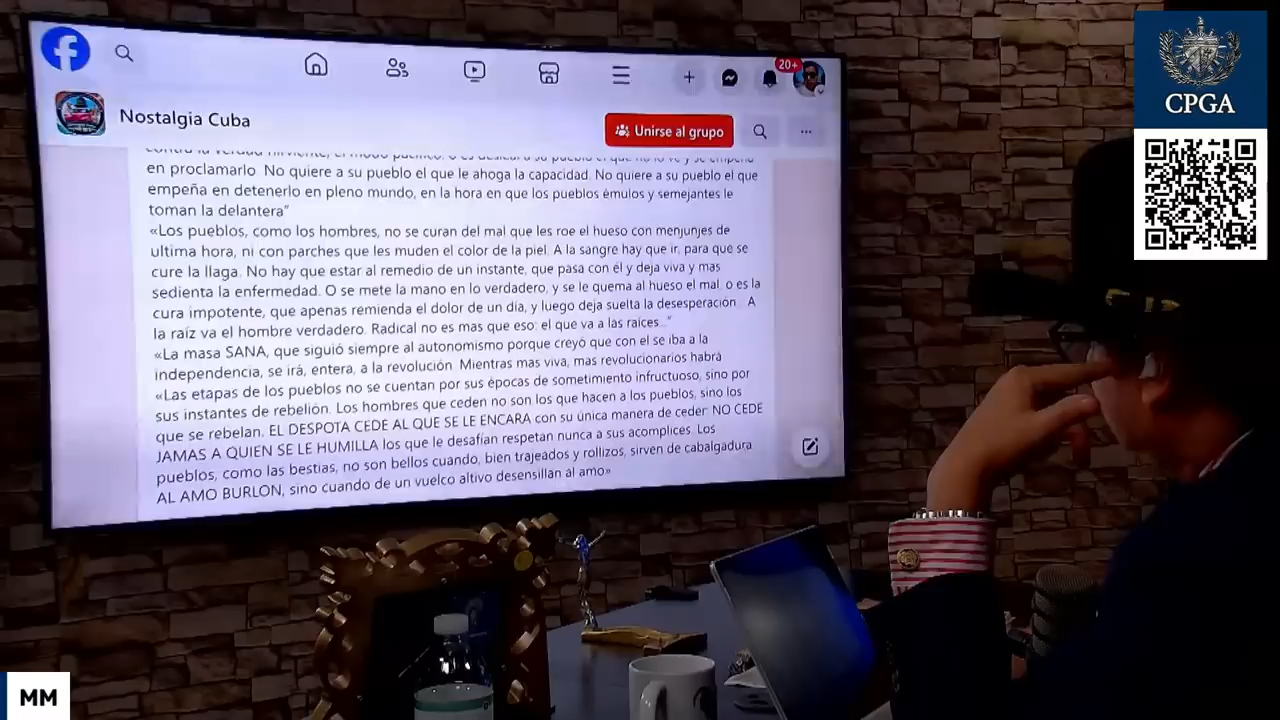 20+
CPGA
Nostalgia Cuba
Unirse al grupo
en proclamarlo. No quiere a su pueblo el que le ahoga la capacidad. No quiere a su pueblo el que
empeña en detenerlo en pleno mundo, en la hora en que los pueblos émulos y semejantes le
toman la delantera”
«Los pueblos, como los hombres, no se curan del mal que les roe el hueso con menjunjes de
ultima hora, ni con parches que les muden el color de la piel. A la sangre hay que ir, para que se
cure la llaga. No hay que estar al remedio de un instante, que pasa con él y deja viva y mas
sedienta la enfermedad. O se mete la mano en lo verdadero, y se le quema al hueso el mal, o es la
cura impotente, que apenas remienda el dolor de un dia, y luego deja suelta la desesperación. A
la raíz va el hombre verdadero. Radical no es mas que eso: el que va a las raices..”
«La masa SANA, que siguió siempre al autonomismo porque creyó que con el se iba a la
independencia, se irá, entera, a la revolución. Mientras mas viva, mas revolucionarios habrá
«Las etapas de los pueblos no se cuentan por sus épocas de sometimiento infructuoso, sino por
sus instantes de rebelión. Los hombres que ceden no son los que hacen a los pueblos, sino los
que se rebelan. EL DESPOTA CEDE AL QUE SE LE ENCARA con su única manera de ceder: NO CEDE
JAMAS A QUIEN SE LE HUMILLA los que le desafían respetan nunca a sus acomplices. Los
pueblos, como las bestias, no son bellos cuando, bien trajeados y rollizos, sirven de cabalgadura
AL AMO BURLON, sino cuando de un vuelco altivo desensillan al amo»
MM